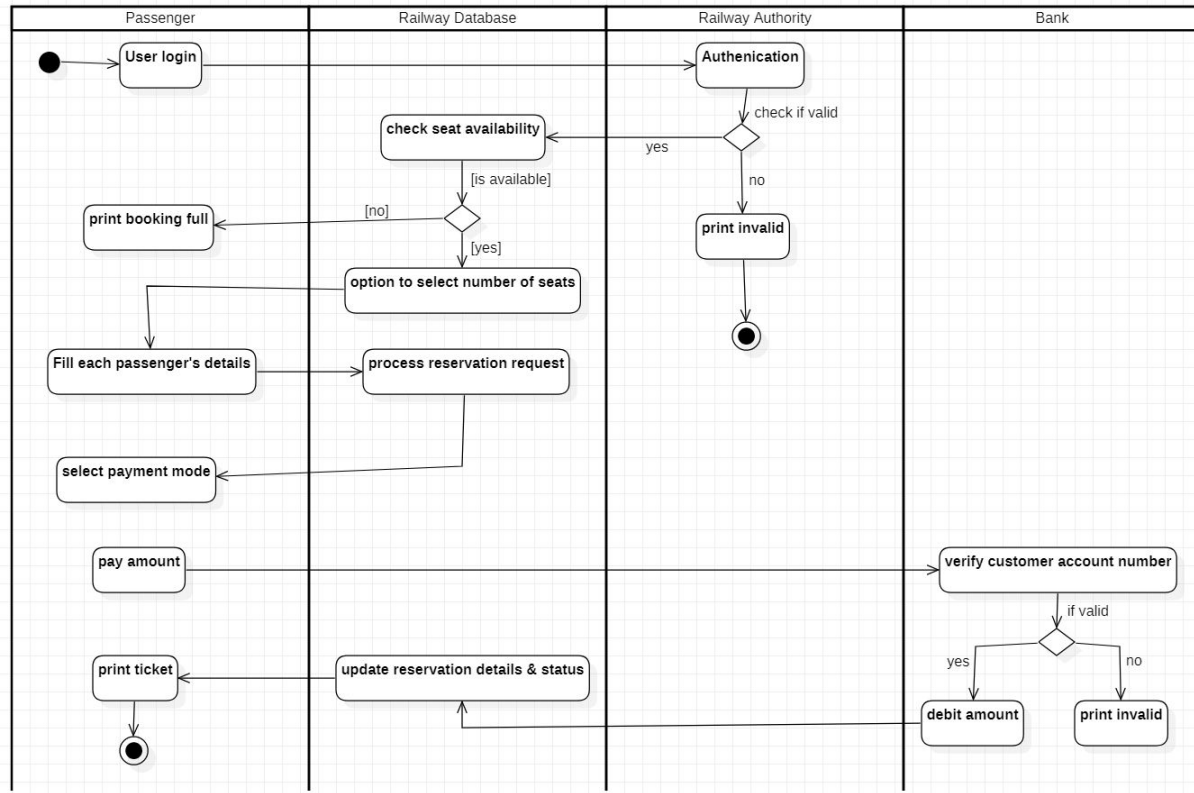 Passenger
Railway Database
Railway Authority
Bank
User login
Authenication
check if valid
check seat availability
yes
[is available]
no
print booking full
[no]
print invalid
[yes]
option to select number of seats
Fill each passenger's details
process reservation request
select payment mode
pay amount
verify customer account number
if valid
yes
no
print ticket
update reservation details & status
debit amount
print invalid